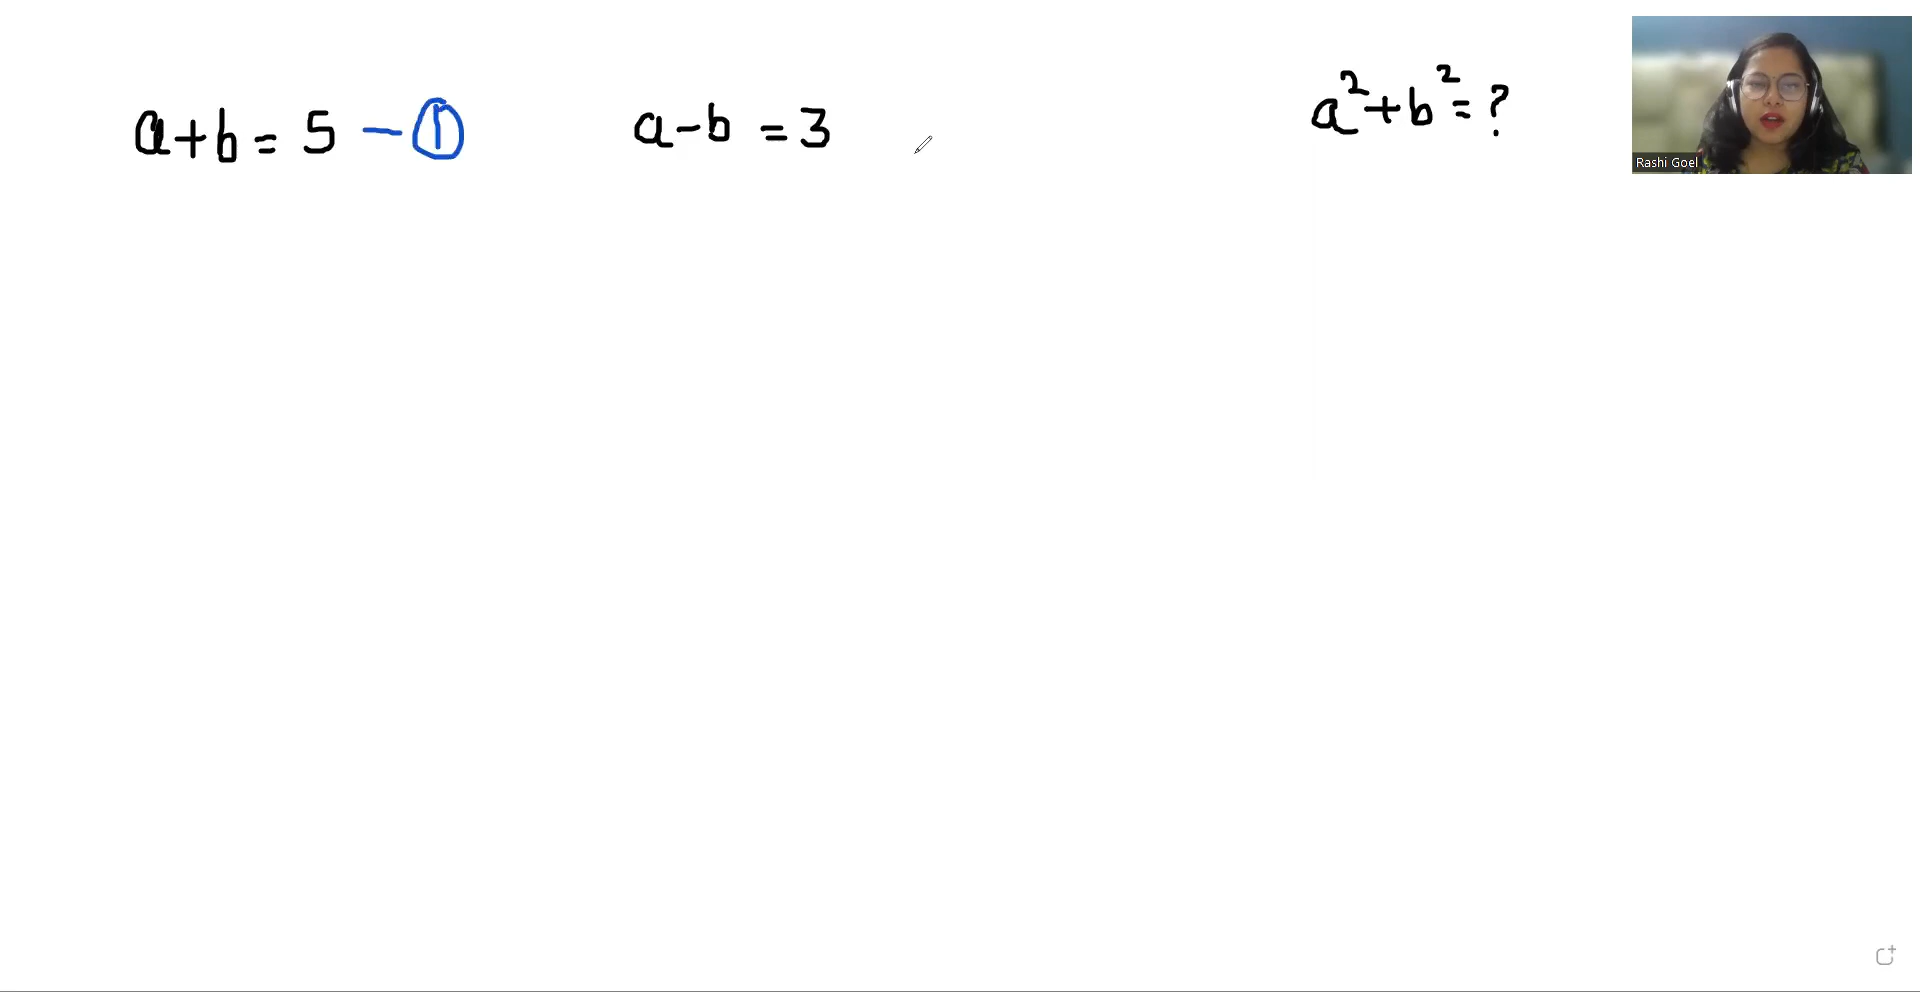 a+b = 5 — ① a-b = 3 a²+b² = ?
Rashi Goel